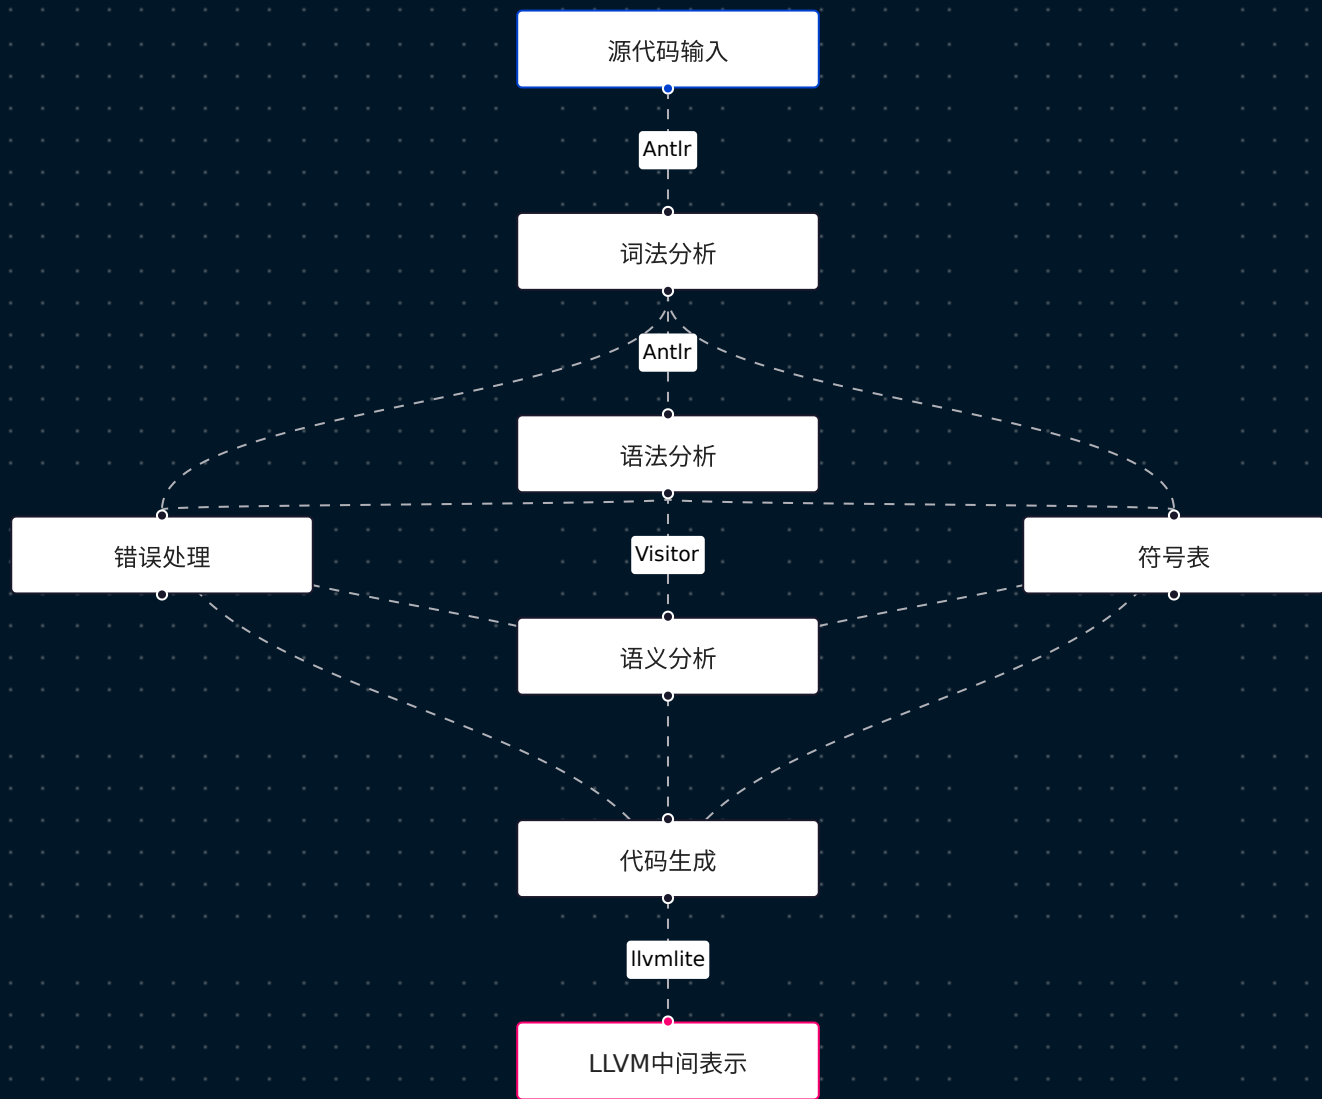 源代码输入
Antlr
词法分析
Antlr
语法分析
错误处理
Visitor
符号表
语义分析
代码生成
llvmlite
LLVM中间表示